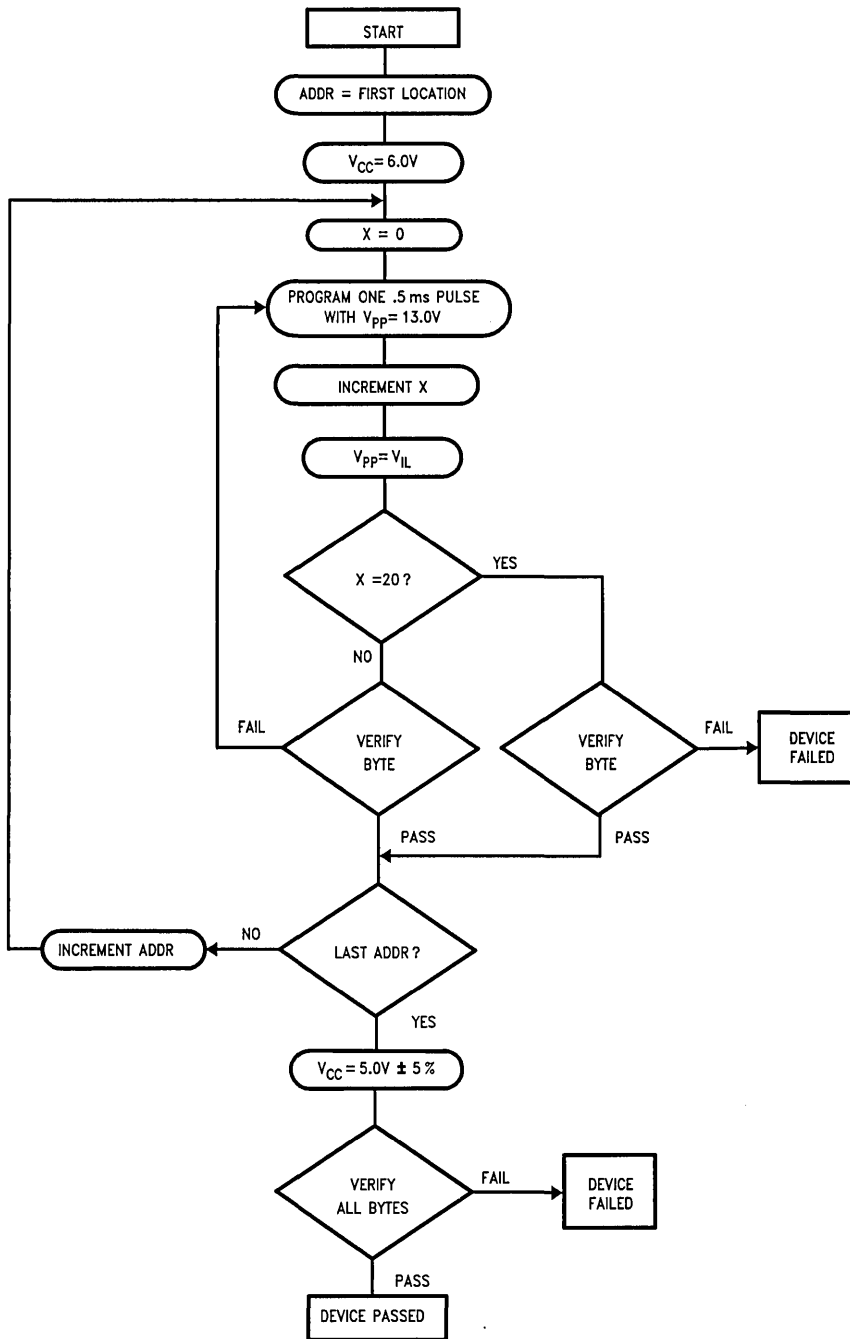 START
ADDR = FIRST LOCATION
VCC = 6.0V
X = 0
PROGRAM ONE .5 ms PULSE
WITH VPP = 13.0V
INCREMENT X
VPP = VIL
X = 20 ?
YES
NO
FAIL
VERIFY
BYTE
VERIFY
BYTE
FAIL
DEVICE
FAILED
PASS
PASS
INCREMENT ADDR
NO
LAST ADDR ?
YES
VCC = 5.0V ± 5 %
VERIFY
ALL BYTES
FAIL
DEVICE
FAILED
PASS
DEVICE PASSED